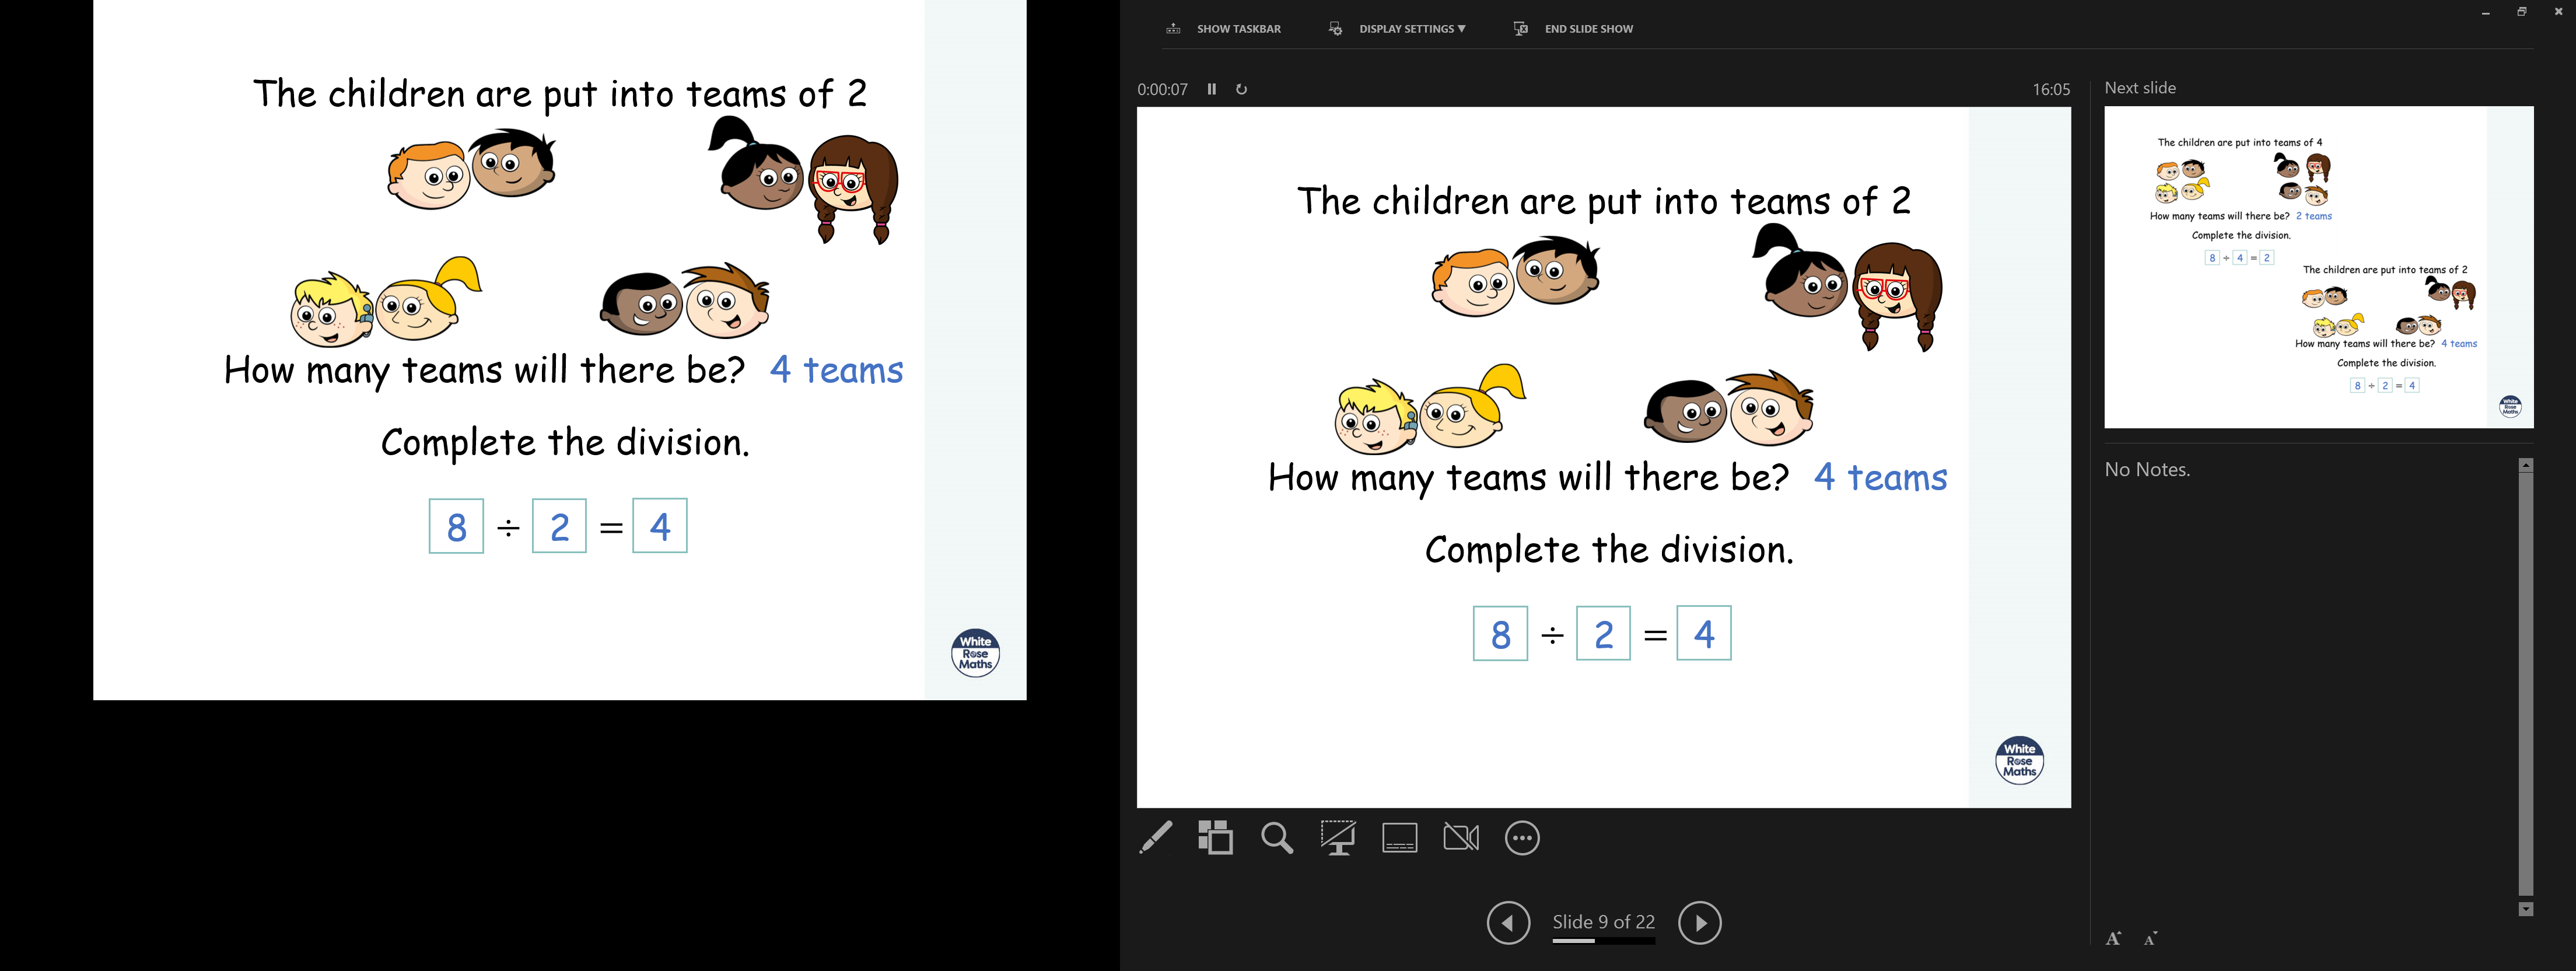 The children are put into teams of 2
How many teams will there be? 4 teams
Complete the division.
8 ÷ 2 = 4
White
Rose
Maths
SHOW TASKBAR
DISPLAY SETTINGS ▼
END SLIDE SHOW
0:00:07
16:05
The children are put into teams of 2
How many teams will there be? 4 teams
Complete the division.
8 ÷ 2 = 4
White
Rose
Maths
Slide 9 of 22
Next slide
The children are put into teams of 4
How many teams will there be? 2 teams
Complete the division.
8 ÷ 4 = 2
The children are put into teams of 2
How many teams will there be? 4 teams
Complete the division.
8 ÷ 2 = 4
White
Rose
Maths
No Notes.
A A